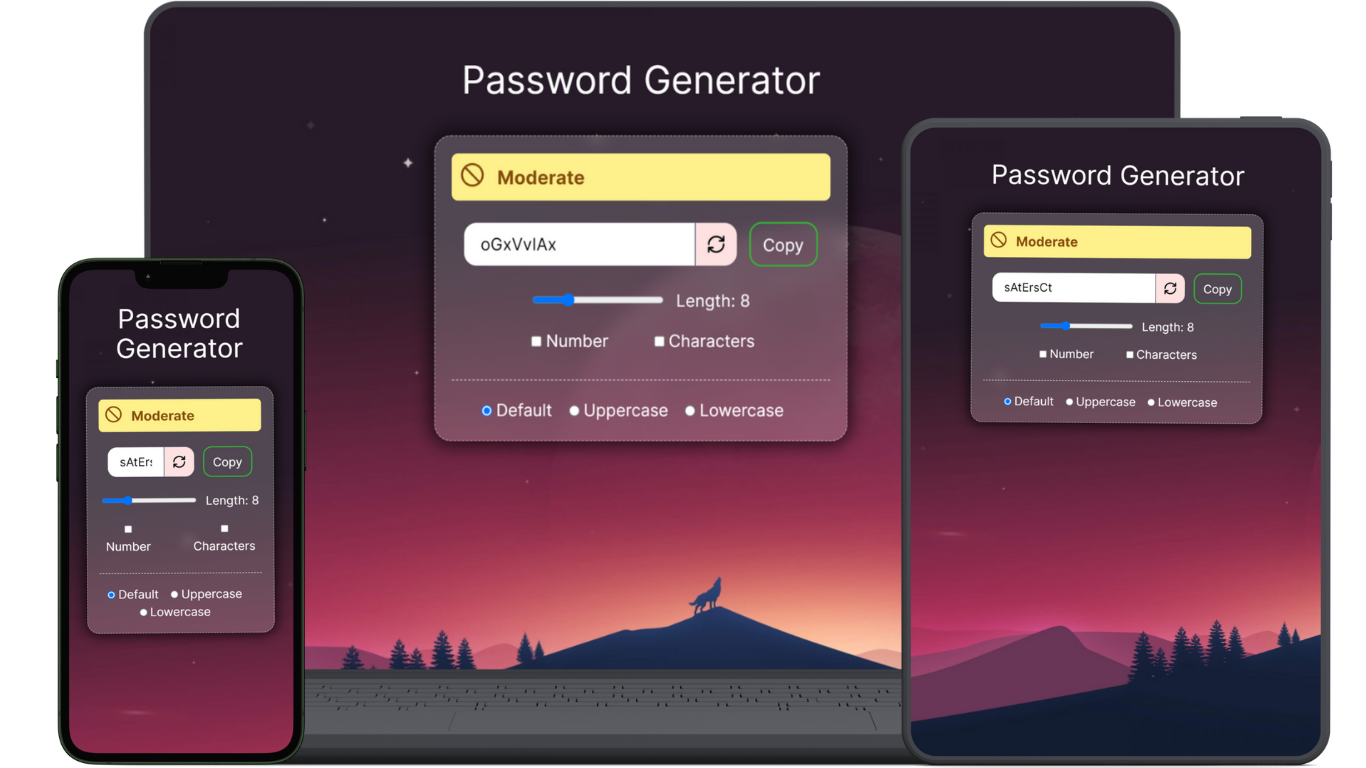 Password Generator
Moderate
oGxVvIAx
Copy
Length: 8
Number Characters
Default Uppercase Lowercase
Password Generator
Moderate
sAtErsCt
Copy
Length: 8
Number Characters
Default Uppercase Lowercase
Password
Generator
Moderate
sAtEr
Copy
Length: 8
Number Characters
Default Uppercase
Lowercase